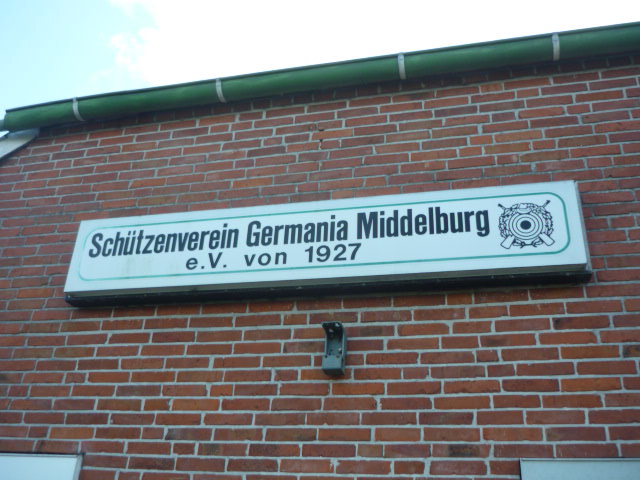 Schützenverein Germania Middelburg
e.V. von 1927